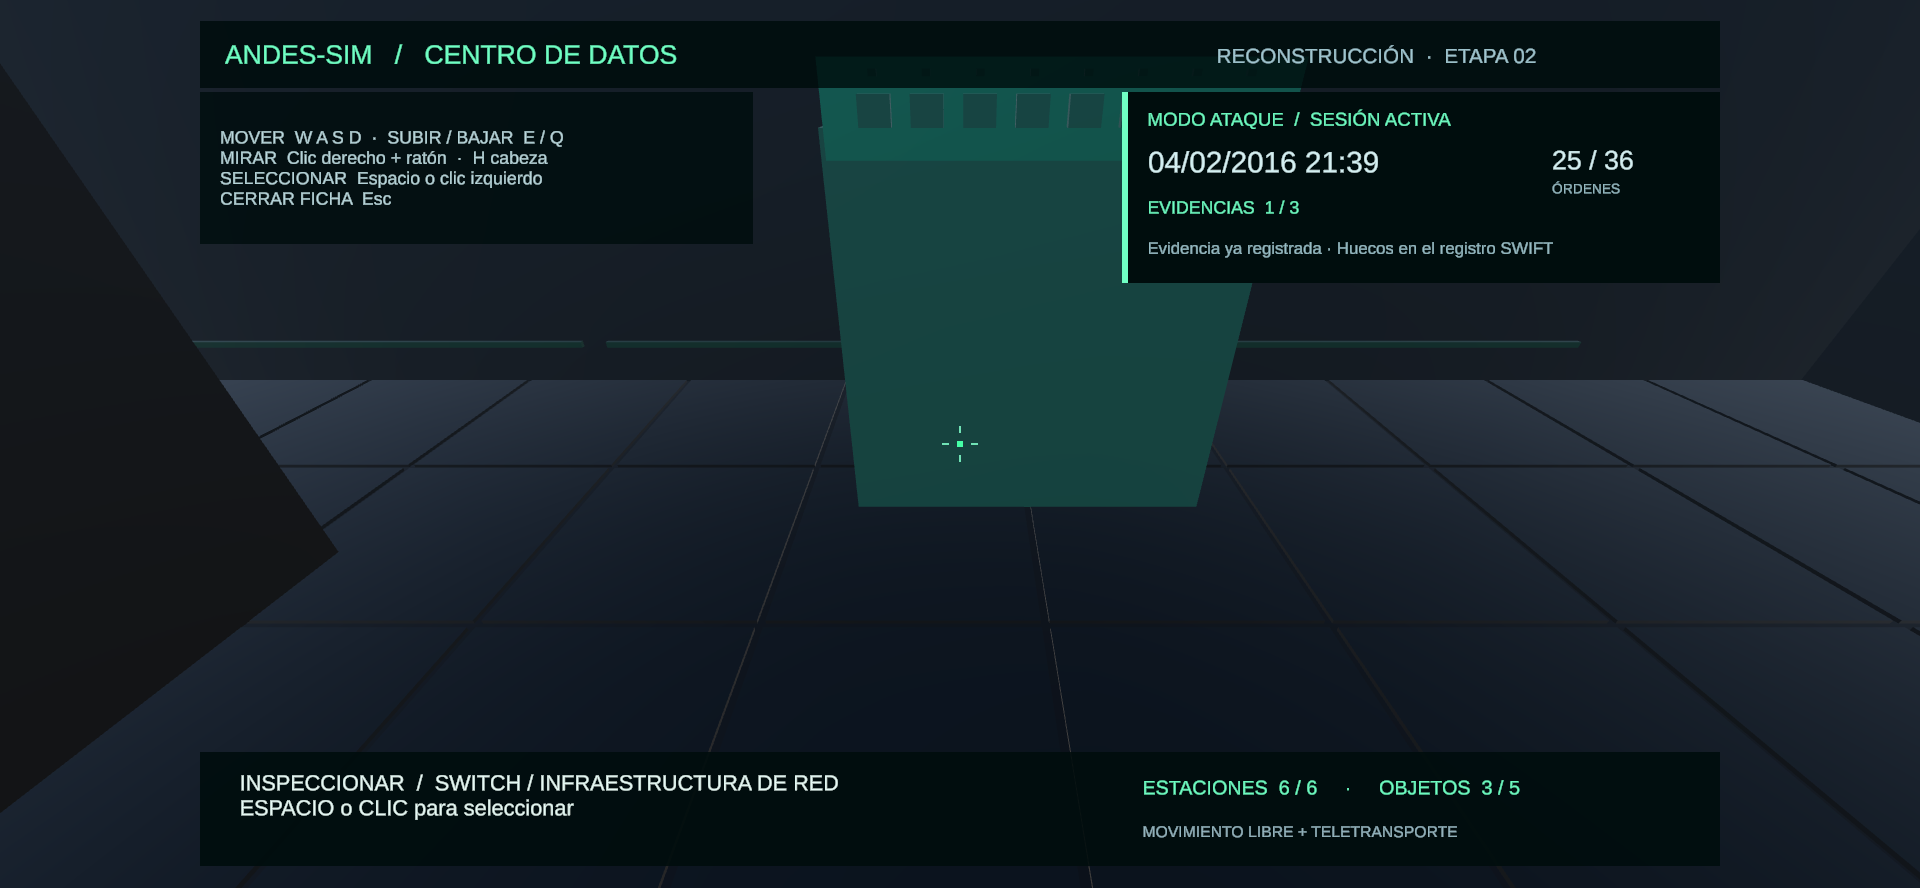 ANDES-SIM / CENTRO DE DATOS
RECONSTRUCCIÓN · ETAPA 02
MOVER W A S D · SUBIR / BAJAR E / Q
MIRAR Clic derecho + ratón · H cabeza
SELECCIONAR Espacio o clic izquierdo
CERRAR FICHA Esc
MODO ATAQUE / SESIÓN ACTIVA
04/02/2016 21:39
25 / 36
ÓRDENES
EVIDENCIAS 1 / 3
Evidencia ya registrada · Huecos en el registro SWIFT
INSPECCIONAR / SWITCH / INFRAESTRUCTURA DE RED
ESPACIO o CLIC para seleccionar
ESTACIONES 6 / 6 · OBJETOS 3 / 5
MOVIMIENTO LIBRE + TELETRANSPORTE